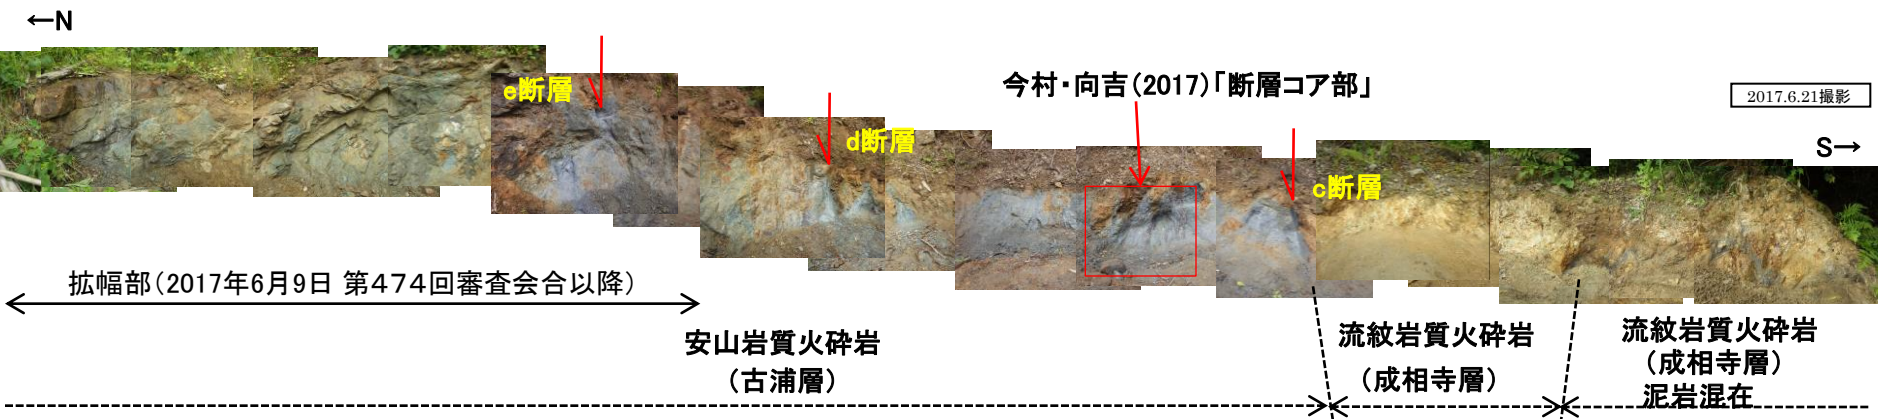 ←N
e断層
今村・向吉(2017)「断層コア部」
2017.6.21撮影
d断層
S→
c断層
拡幅部(2017年6月9日 第474回審査会合以降)
安山岩質火砕岩
(古浦層)
流紋岩質火砕岩
(成相寺層)
流紋岩質火砕岩
(成相寺層)
泥岩混在